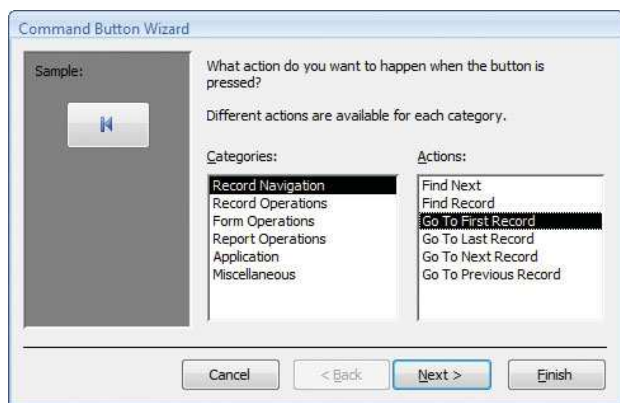 Command Button Wizard
Sample:
What action do you want to happen when the button is
pressed?
Different actions are available for each category.
Categories:
Record Navigation
Record Operations
Form Operations
Report Operations
Application
Miscellaneous
Actions:
Find Next
Find Record
Go To First Record
Go To Last Record
Go To Next Record
Go To Previous Record
Cancel
< Back
Next >
Finish